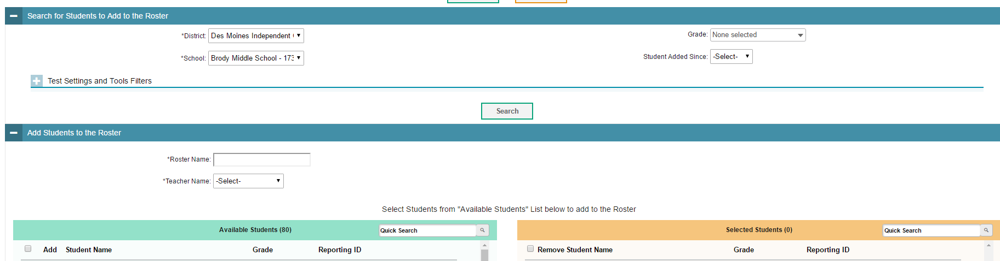 Search for Students to Add to the Roster
*District: Des Moines Independent Grade: None selected
*School: Brody Middle School - 173 Student Added Since: -Select-
Test Settings and Tools Filters
Search
Add Students to the Roster
*Roster Name:
*Teacher Name: -Select-
Select Students from "Available Students" List below to add to the Roster
Available Students (80) Quick Search
Add Student Name Grade Reporting ID
Selected Students (0) Quick Search
Remove Student Name Grade Reporting ID